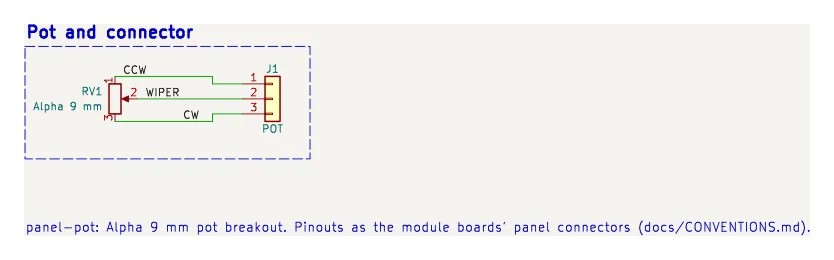 Pot and connector
CCW
J1
1
1
RV1
2
WIPER
2
Alpha 9 mm
3
CW
3
POT
panel-pot: Alpha 9 mm pot breakout. Pinouts as the module boards' panel connectors (docs/CONVENTIONS.md).